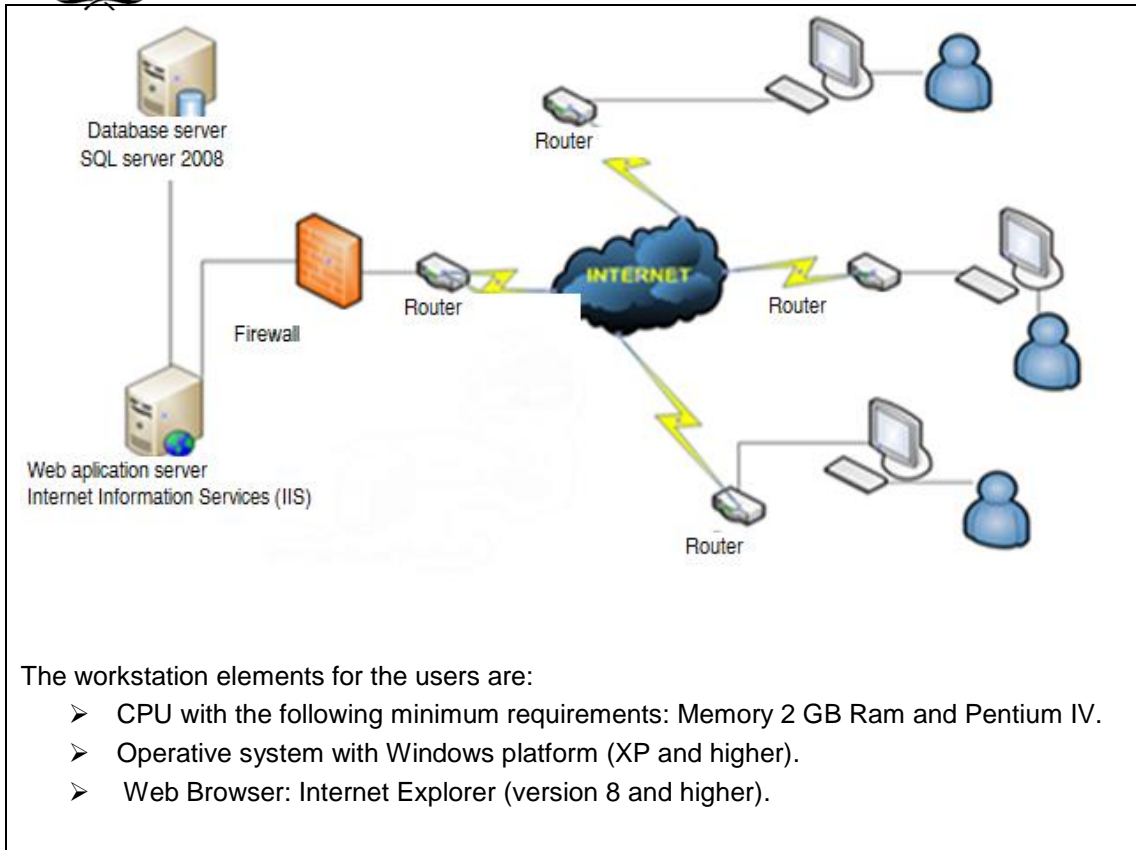 Database server
SQL server 2008
Router
INTERNET
Router
Router
Firewall
Web aplication server
Internet Information Services (IIS)
Router
The workstation elements for the users are:
➢ CPU with the following minimum requirements: Memory 2 GB Ram and Pentium IV.
➢ Operative system with Windows platform (XP and higher).
➢ Web Browser: Internet Explorer (version 8 and higher).